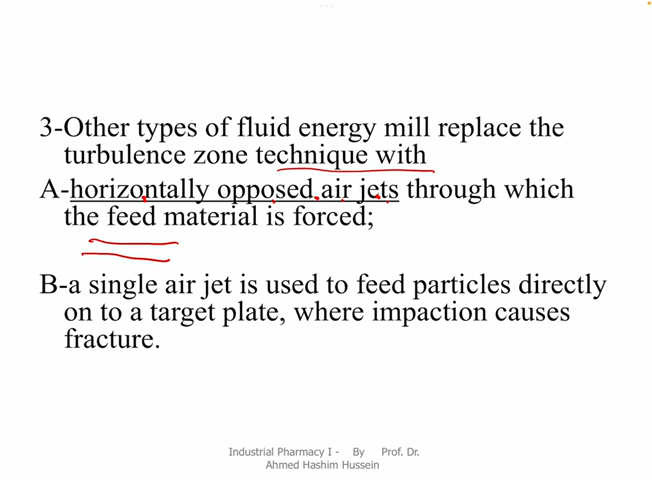 3-Other types of fluid energy mill replace the
turbulence zone technique with
A-horizontally opposed air jets through which
the feed material is forced;
B-a single air jet is used to feed particles directly
on to a target plate, where impaction causes
fracture.
Industrial Pharmacy I - By Prof. Dr.
Ahmed Hashim Hussein